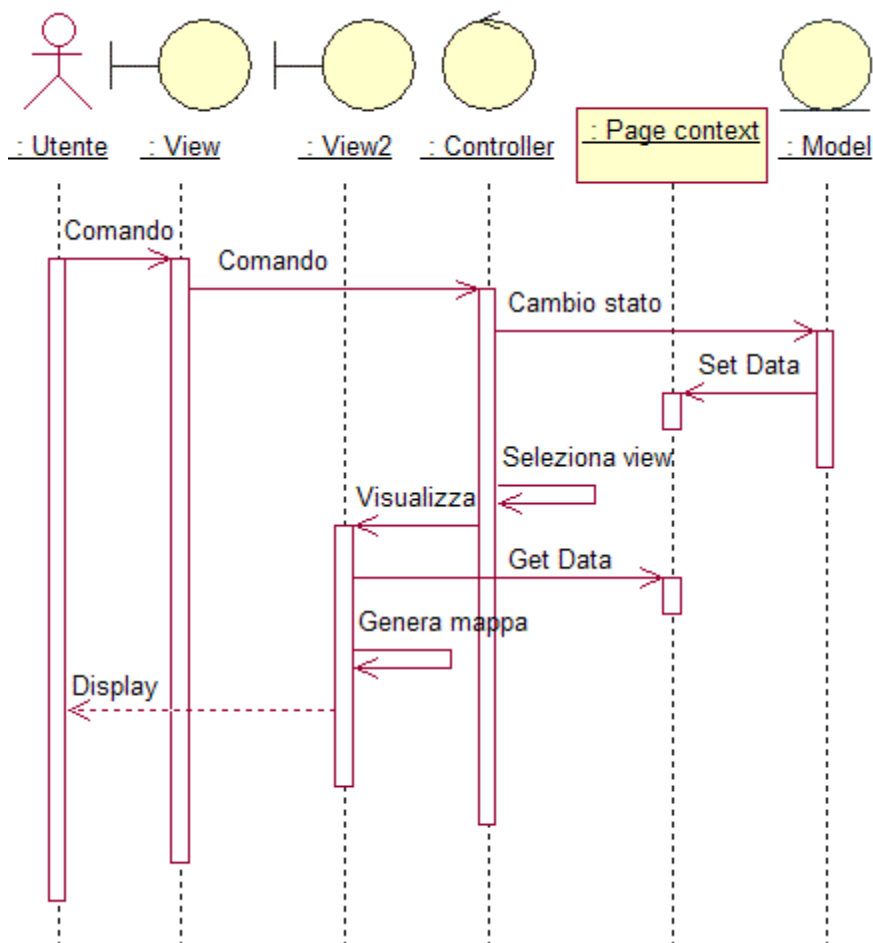 : Utente
: View
: View2
: Controller
: Page context
: Model
Comando
Comando
Cambio stato
Set Data
Seleziona view
Visualizza
Get Data
Genera mappa
Display